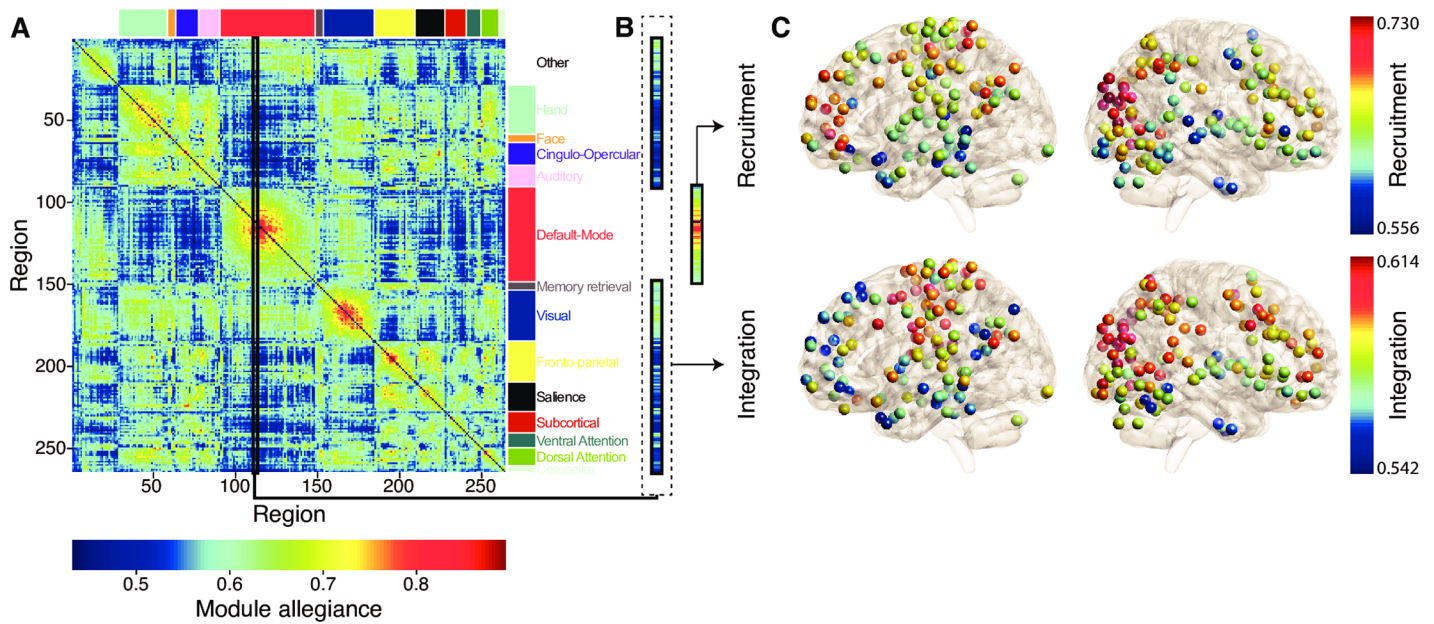 A
B
C
Other
Hand
Face
Cingulo-Opercular
Auditory
Default-Mode
Memory retrieval
Visual
Fronto-parietal
Salience
Subcortical
Ventral Attention
Dorsal Attention
Cerebellar
Region
50
100
150
200
250
50
100
150
200
250
Region
0.5
0.6
0.7
0.8
Module allegiance
Recruitment
0.730
Recruitment
0.556
Integration
0.614
Integration
0.542